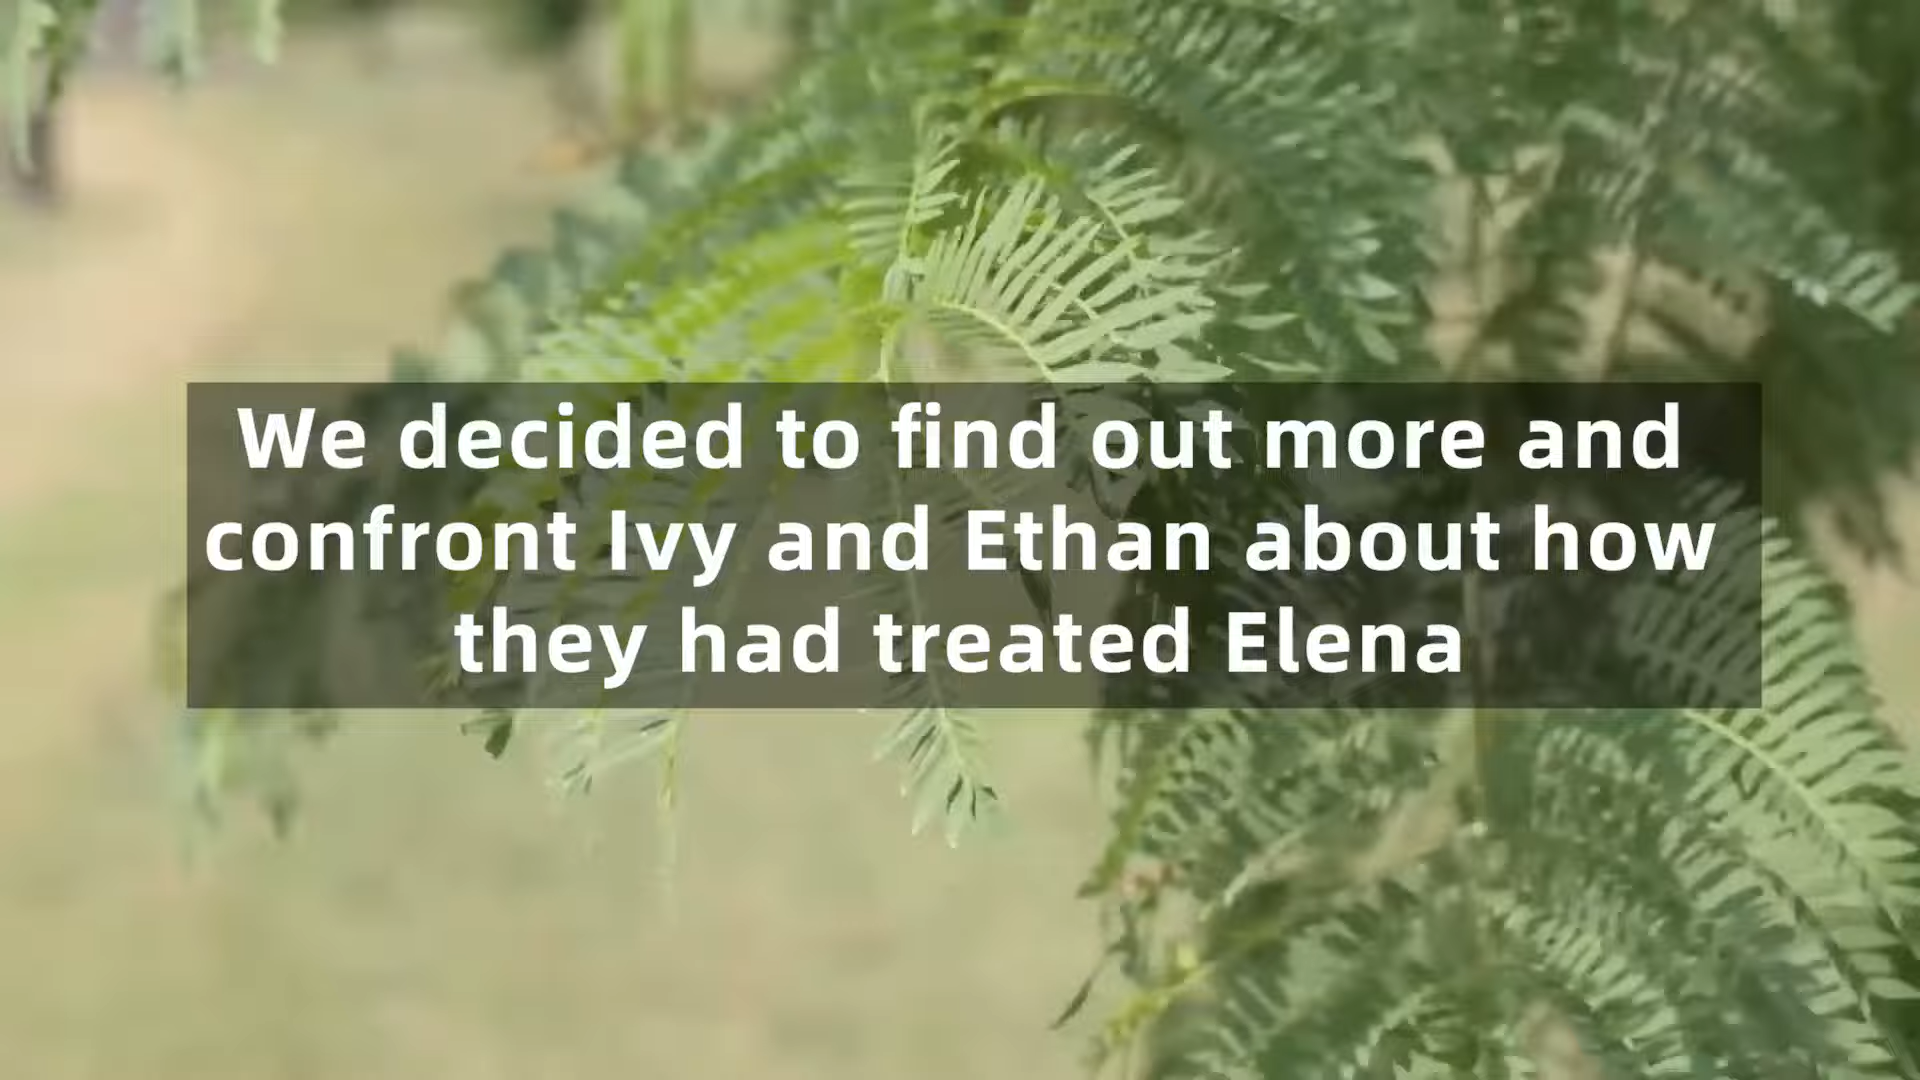 We decided to find out more and
confront Ivy and Ethan about how
they had treated Elena